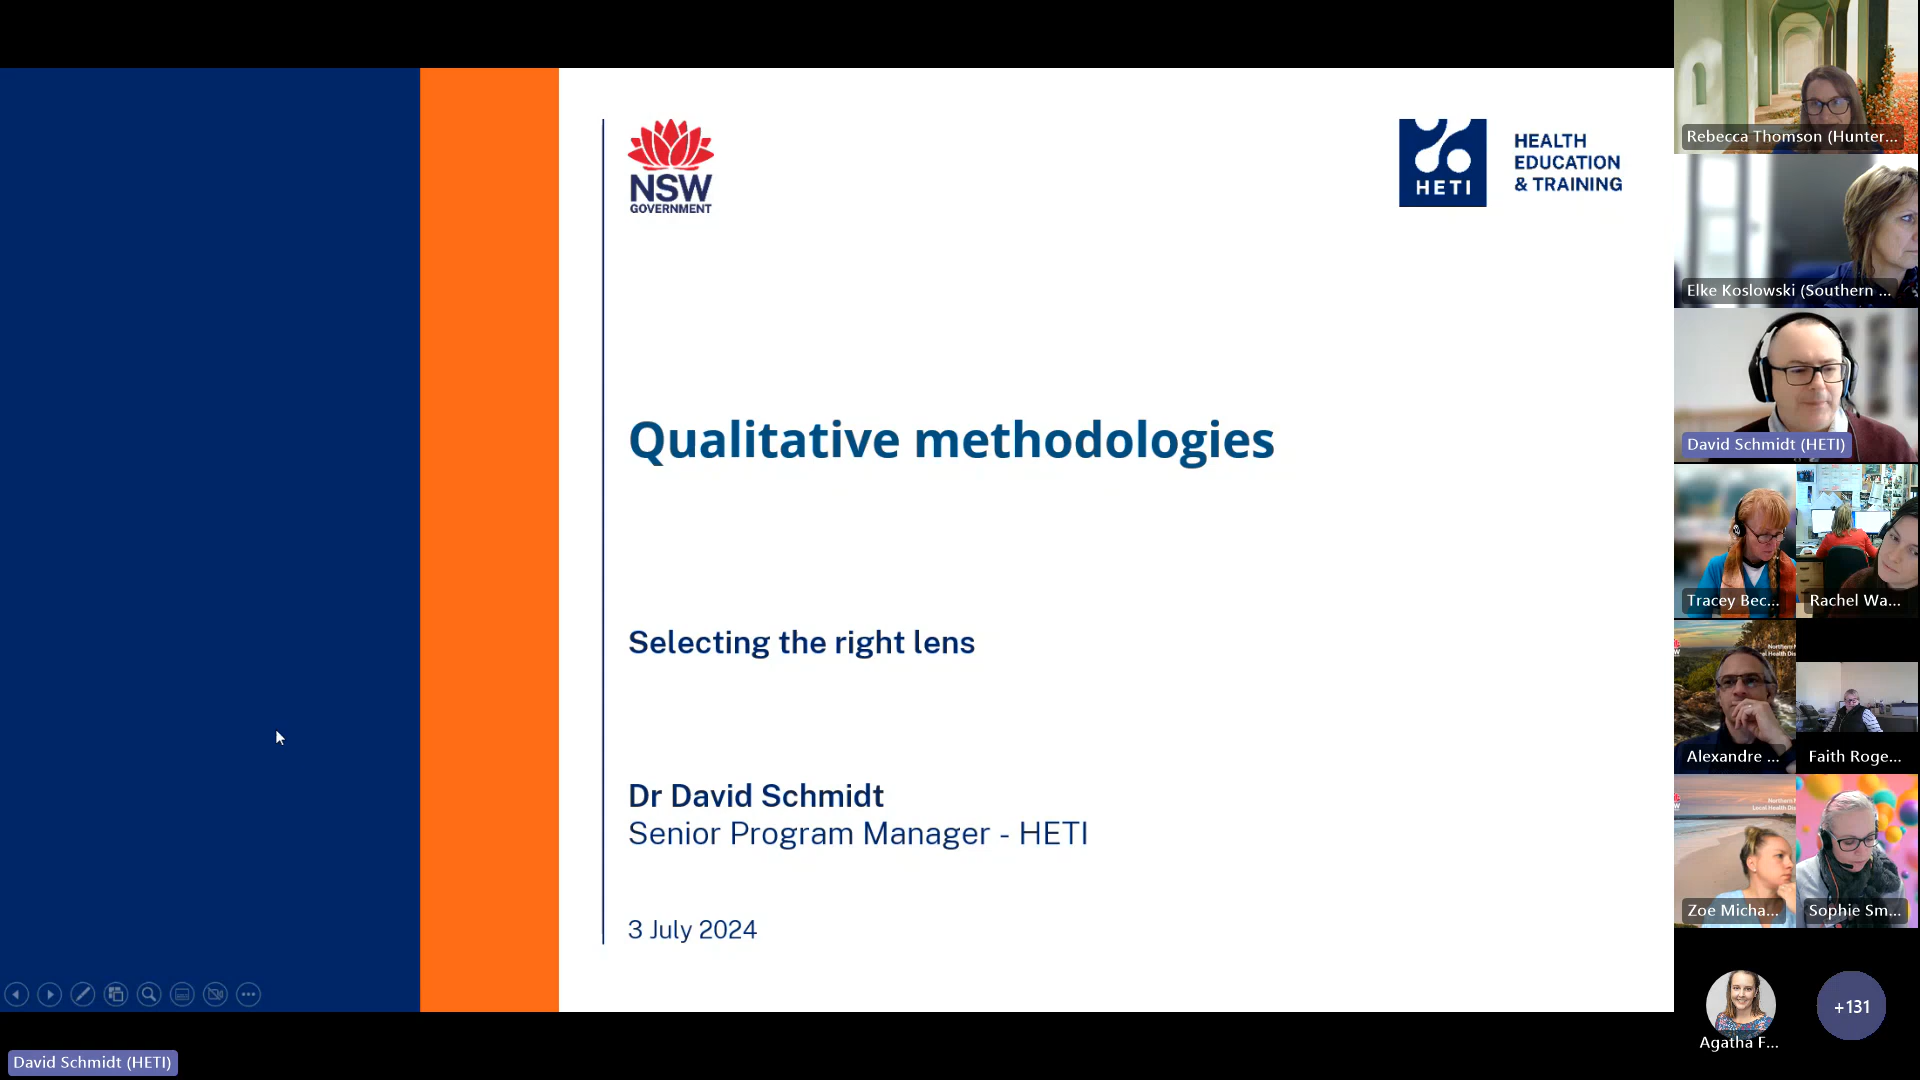 NSW
GOVERNMENT
HETI
HEALTH
EDUCATION
& TRAINING
Qualitative methodologies
Selecting the right lens
Dr David Schmidt
Senior Program Manager - HETI
3 July 2024
David Schmidt (HETI)
Rebecca Thomson (Hunter...
Elke Koslowski (Southern ...
David Schmidt (HETI)
Tracey Bec...
Rachel Wa...
Alexandre ...
Faith Roge...
Zoe Micha...
Sophie Sm...
Agatha F...
+131